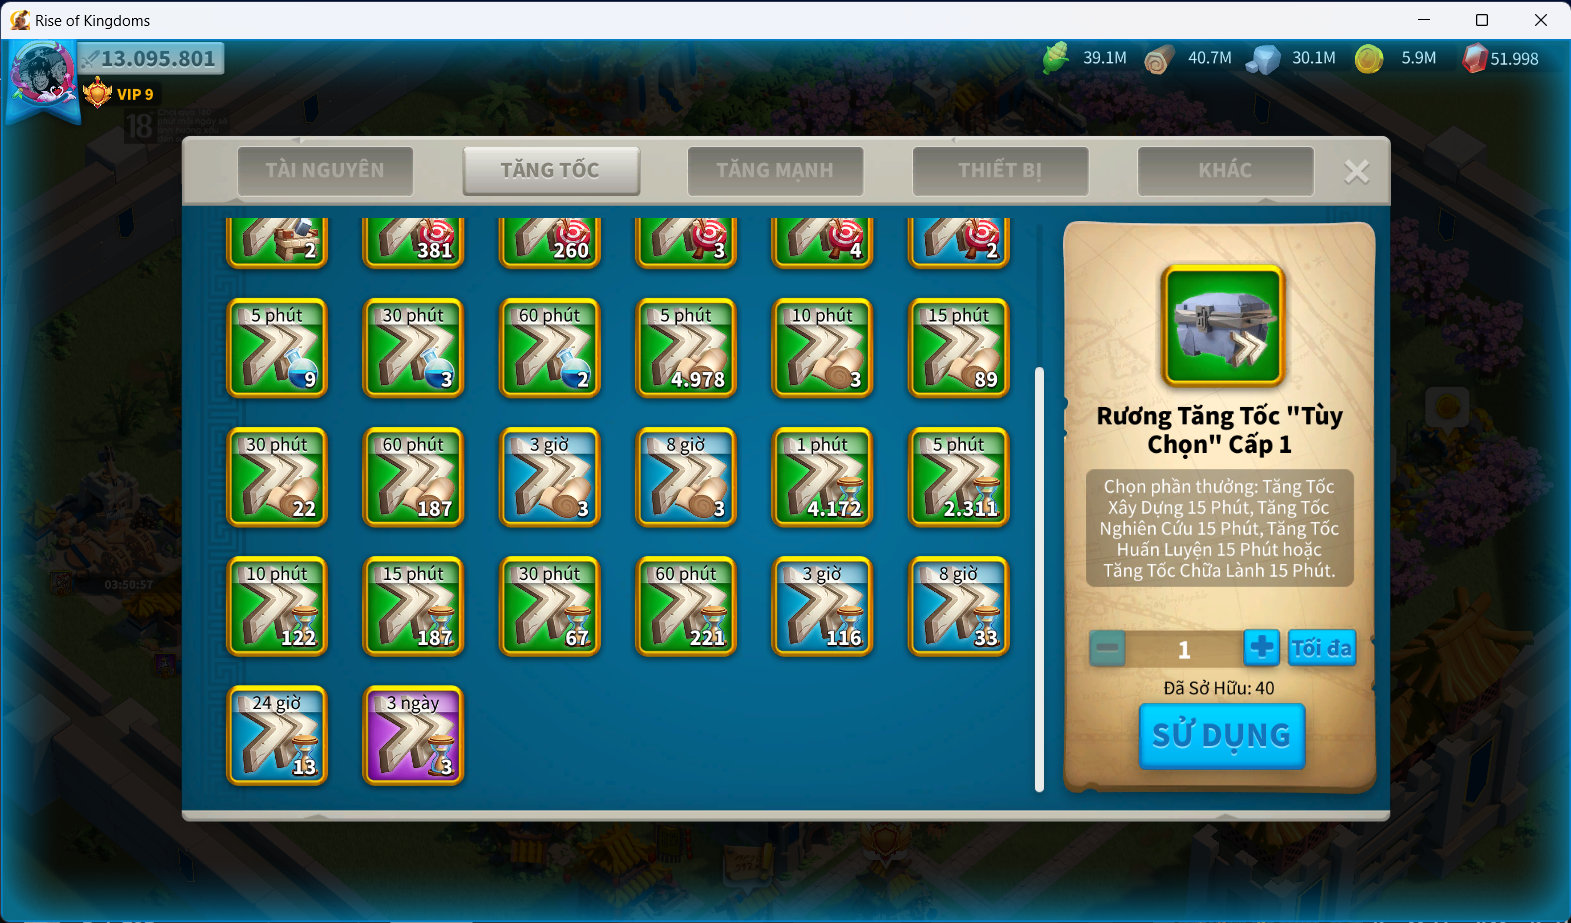 Rise of Kingdoms
13.095.801
39.1M
40.7M
30.1M
5.9M
51.998
VIP 9
18
TÀI NGUYÊN
TĂNG TỐC
TĂNG MẠNH
THIẾT BỊ
KHÁC
2
381
260
3
4
2
5 phút
30 phút
60 phút
5 phút
10 phút
15 phút
9
3
2
4.978
3
89
30 phút
60 phút
3 giờ
8 giờ
1 phút
5 phút
22
187
3
3
4.172
2.311
10 phút
15 phút
30 phút
60 phút
3 giờ
8 giờ
122
187
67
221
116
33
24 giờ
3 ngày
13
3
Rương Tăng Tốc "Tùy
Chọn" Cấp 1
Chọn phần thưởng: Tăng Tốc
Xây Dựng 15 Phút, Tăng Tốc
Nghiên Cứu 15 Phút, Tăng Tốc
Huấn Luyện 15 Phút hoặc
Tăng Tốc Chữa Lành 15 Phút.
1
Tối đa
Đã Sở Hữu: 40
SỬ DỤNG
03:50:57